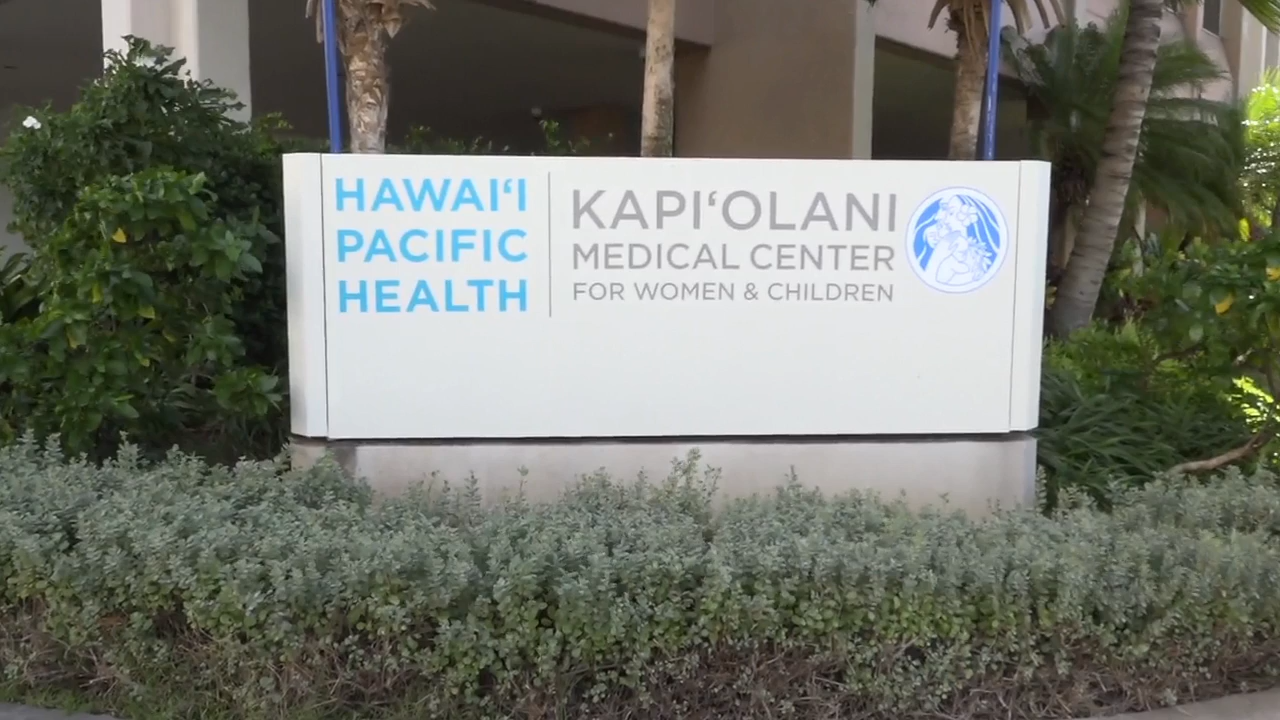 HAWAIʻI
PACIFIC
HEALTH
KAPIʻOLANI
MEDICAL CENTER
FOR WOMEN & CHILDREN